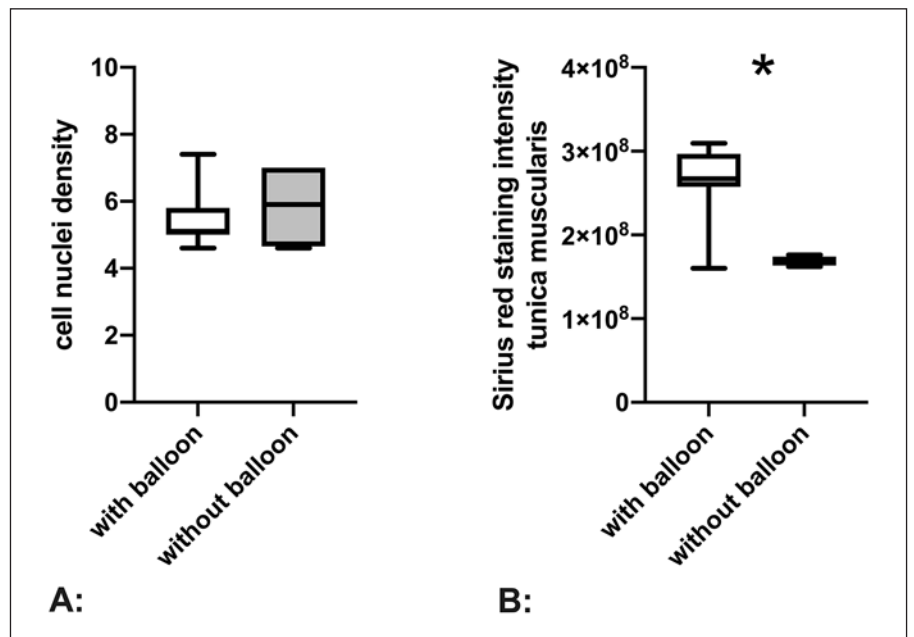 cell nuclei density
10
8
6
4
2
0
with balloon
without balloon
A:
Sirius red staining intensity
tunica muscularis
4×10⁸
3×10⁸
2×10⁸
1×10⁸
0
*
with balloon
without balloon
B: